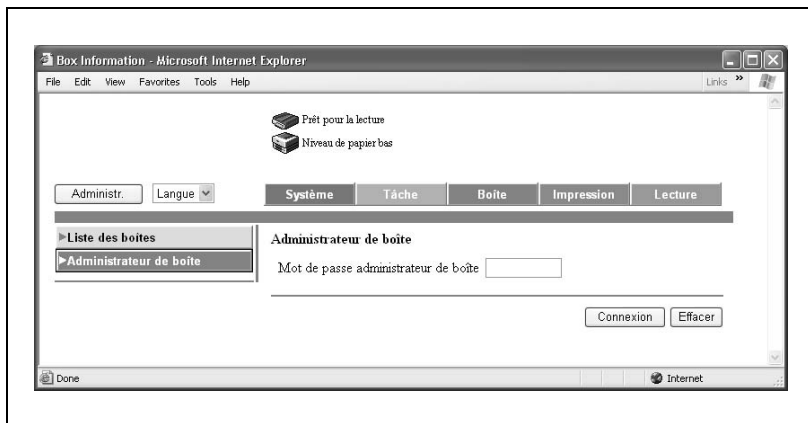 Box Information - Microsoft Internet Explorer
File Edit View Favorites Tools Help Links »
Prêt pour la lecture
Niveau de papier bas
Administr. Langue Système Tâche Boîte Impression Lecture
Liste des boîtes
Administrateur de boîte
Administrateur de boîte
Mot de passe administrateur de boîte
Connexion Effacer
Done Internet